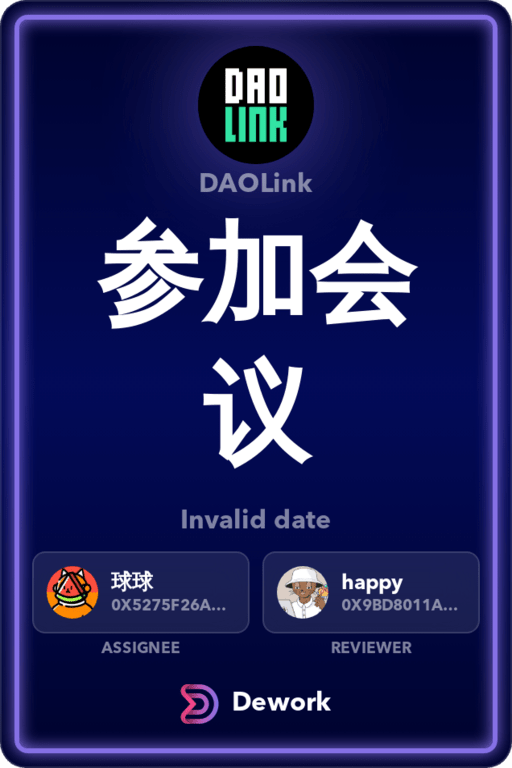 DAO
LINK
DAOLink
参加会
议
Invalid date
球球
0X5275F26A...
happy
0X9BD8011A...
ASSIGNEE
REVIEWER
Dework